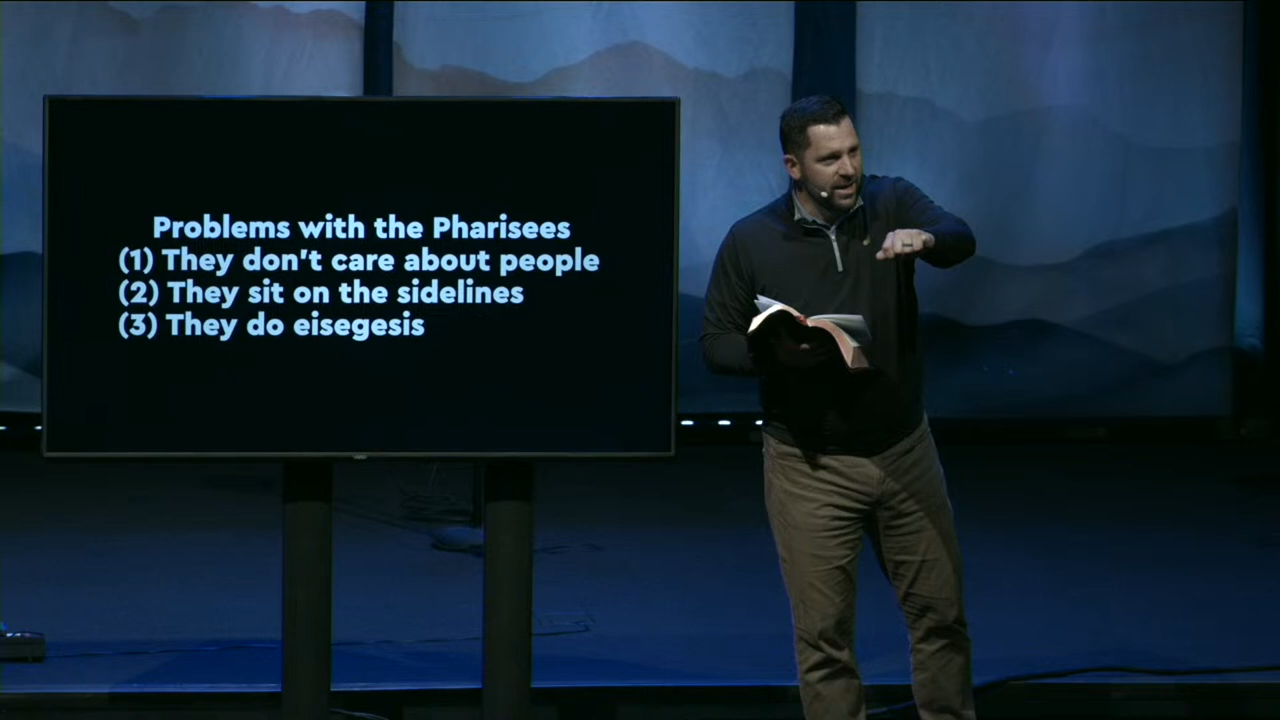 Problems with the Pharisees
(1) They don't care about people
(2) They sit on the sidelines
(3) They do eisegesis